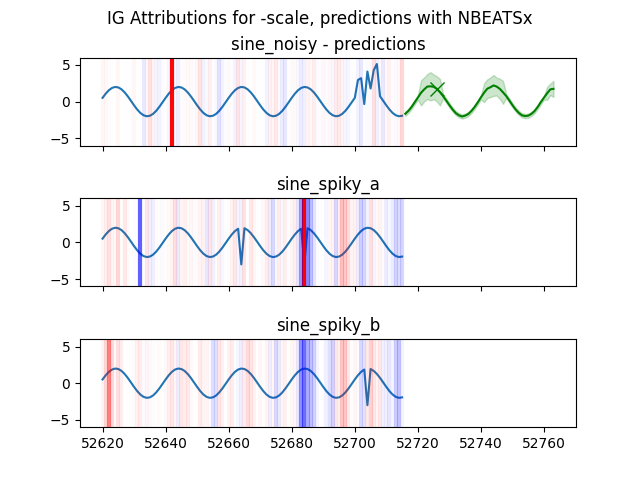 IG Attributions for -scale, predictions with NBEATSx
sine_noisy - predictions
5
0
−5
sine_spiky_a
5
0
−5
sine_spiky_b
5
0
−5
52620 52640 52660 52680 52700 52720 52740 52760